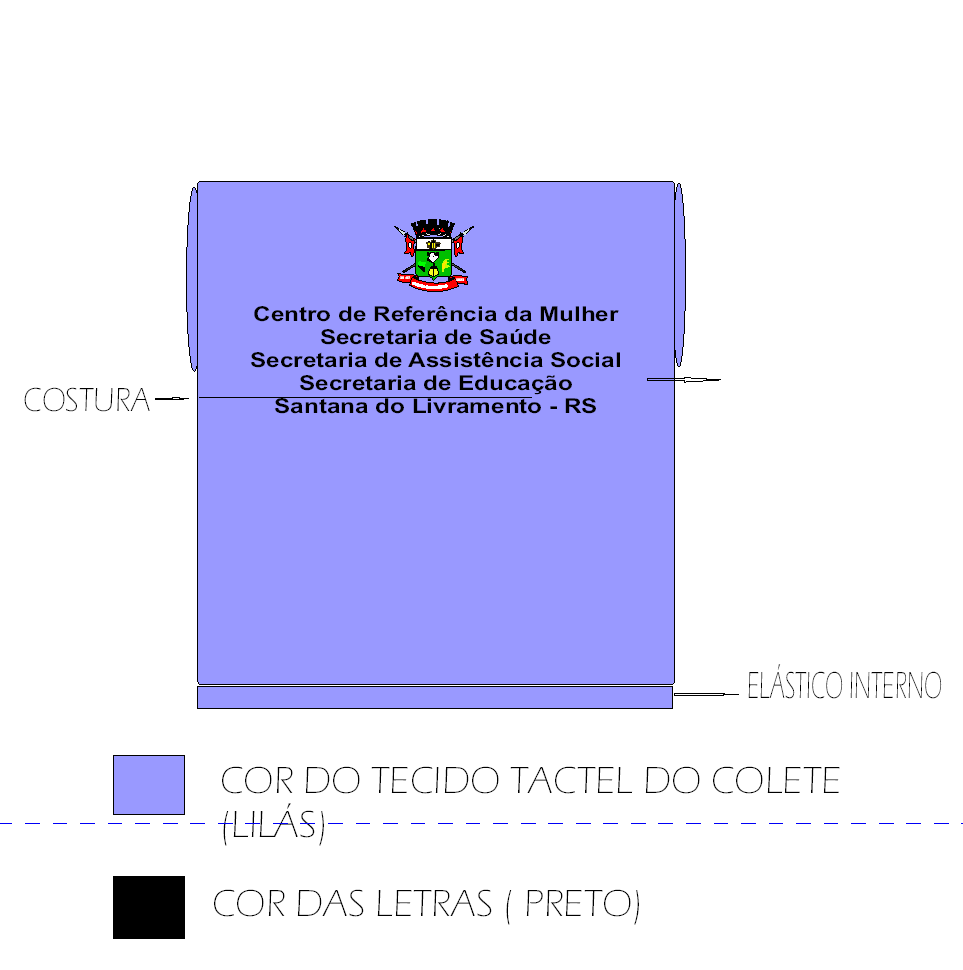 Centro de Referência da Mulher
Secretaria de Saúde
Secretaria de Assistência Social
Secretaria de Educação
Santana do Livramento - RS
COSTURA
ELÁSTICO INTERNO
COR DO TECIDO TACTEL DO COLETE
(LILÁS)
COR DAS LETRAS ( PRETO)